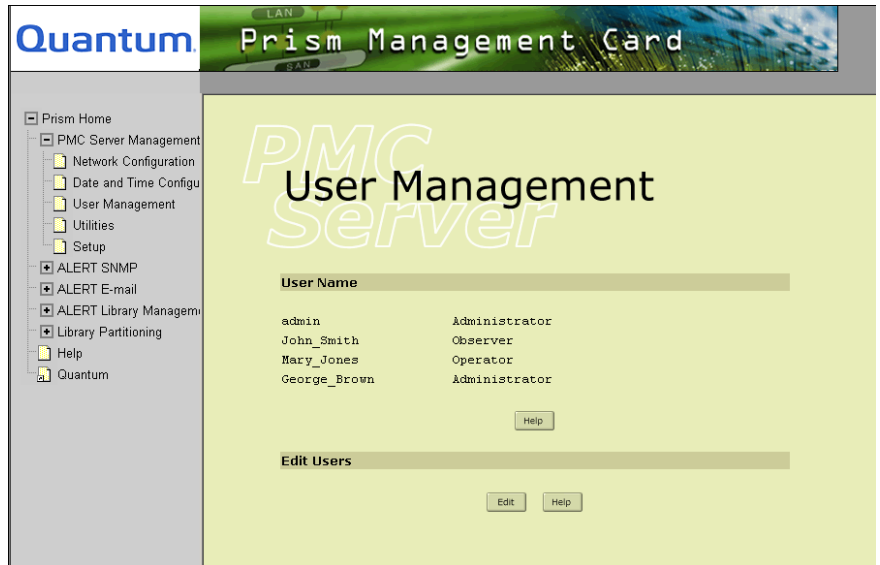 Quantum.
LAN
Prism Management Card
SAN
Prism Home
PMC Server Management
Network Configuration
Date and Time Configu
User Management
Utilities
Setup
ALERT SNMP
ALERT E-mail
ALERT Library Managem
Library Partitioning
Help
Quantum
PMC
Server
User Management
User Name
admin Administrator
John_Smith Observer
Mary_Jones Operator
George_Brown Administrator
Help
Edit Users
Edit Help